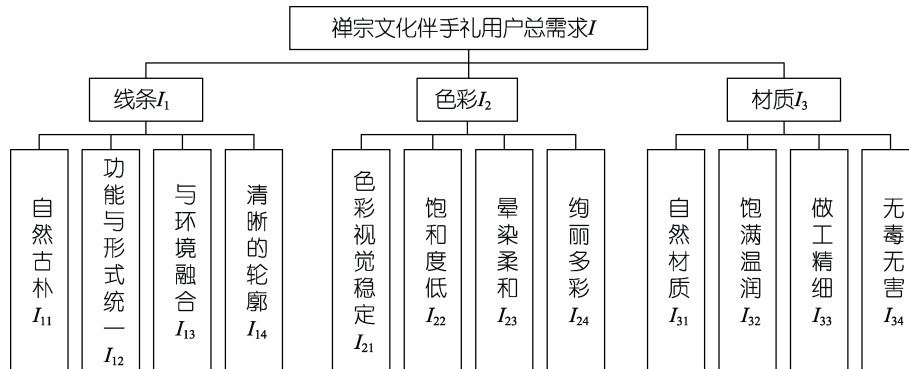 禅宗文化伴手礼用户总需求I
线条I₁
色彩I₂
材质I₃
自然古朴I₁₁
功能与形式统一I₁₂
与环境融合I₁₃
清晰的轮廓I₁₄
色彩视觉稳定I₂₁
饱和度低I₂₂
晕染柔和I₂₃
绚丽多彩I₂₄
自然材质I₃₁
饱满温润I₃₂
做工精细I₃₃
无毒无害I₃₄